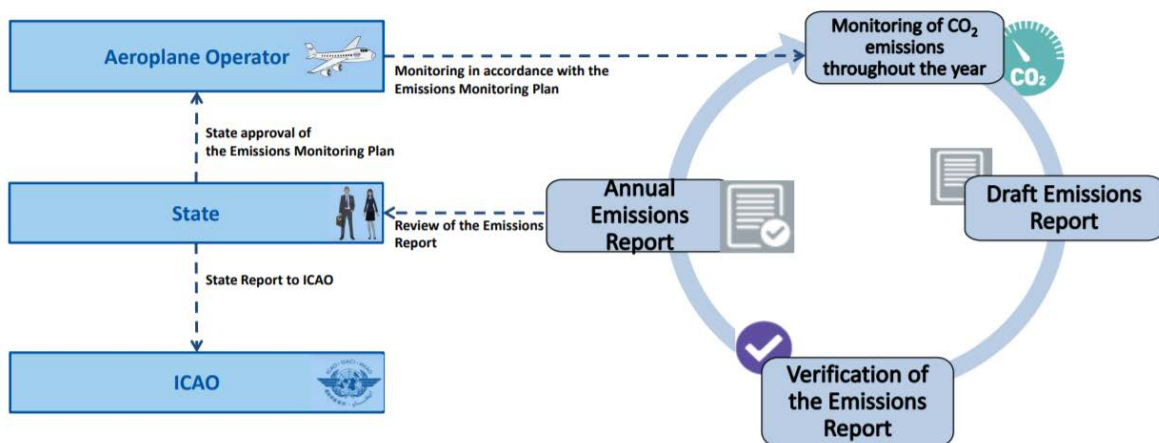 Aeroplane Operator
Monitoring in accordance with the
Emissions Monitoring Plan
Monitoring of CO₂
emissions
throughout the year
CO₂
State approval of
the Emissions Monitoring Plan
State
Review of the Emissions
Report
Annual
Emissions
Report
Draft Emissions
Report
State Report to ICAO
ICAO
Verification of
the Emissions
Report